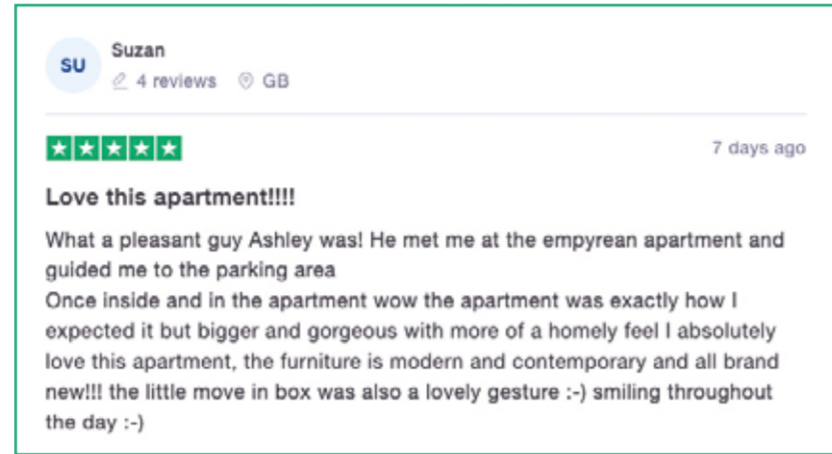 SU
Suzan
4 reviews GB
7 days ago
Love this apartment!!!!
What a pleasant guy Ashley was! He met me at the empyrean apartment and
guided me to the parking area
Once inside and in the apartment wow the apartment was exactly how I
expected it but bigger and gorgeous with more of a homely feel I absolutely
love this apartment, the furniture is modern and contemporary and all brand
new!!! the little move in box was also a lovely gesture :-) smiling throughout
the day :-)